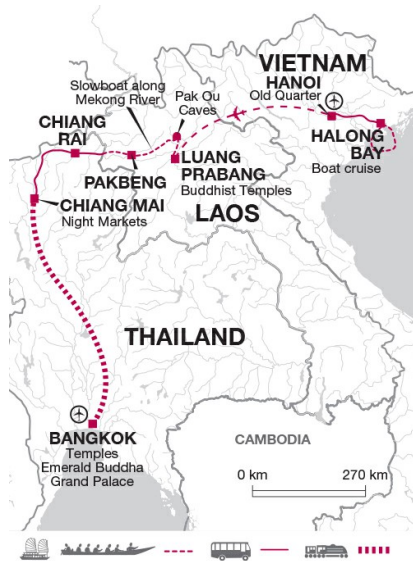 VIETNAM
HANOI
Old Quarter
Slowboat along
Mekong River
Pak Ou
Caves
CHIANG
RAI
HALONG
BAY
Boat cruise
LUANG
PRABANG
Buddhist Temples
PAKBENG
CHIANG MAI
Night Markets
LAOS
THAILAND
BANGKOK
Temples
Emerald Buddha
Grand Palace
CAMBODIA
0 km 270 km